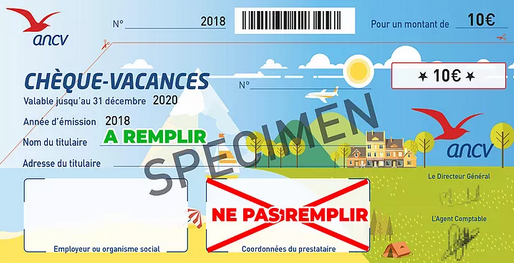 ancv
N° 2018
Pour un montant de 10€
CHÈQUE-VACANCES
10€
Valable jusqu'au 31 décembre 2020
Année d'émission 2018
Nom du titulaire A REMPLIR
Adresse du titulaire
SPECIMEN
ancv
Le Directeur Général
L'Agent Comptable
NE PAS REMPLIR
Employeur ou organisme social
Coordonnées du prestataire